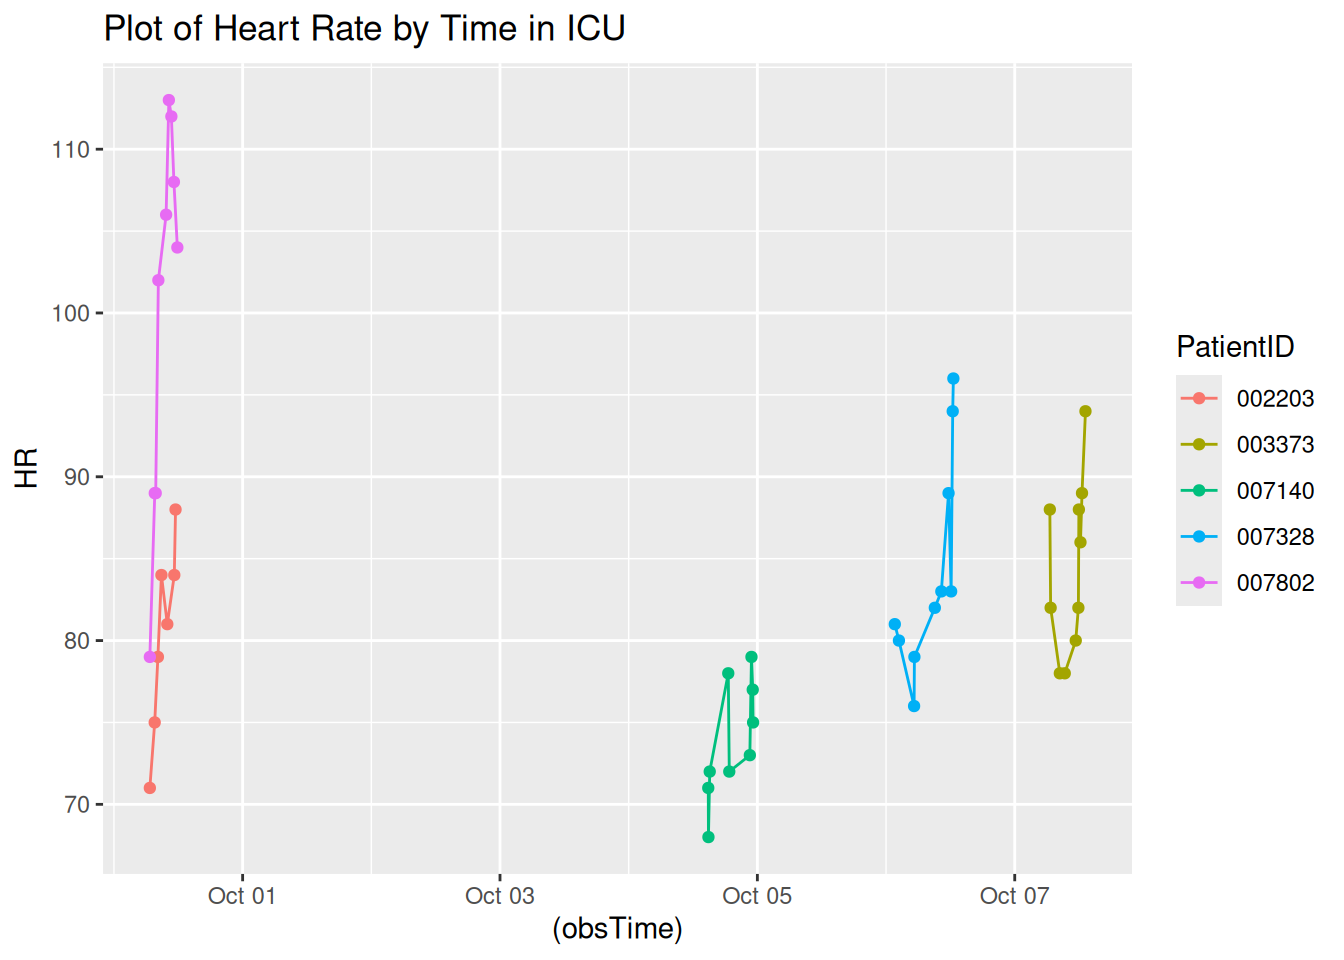 Plot of Heart Rate by Time in ICU
HR
110
100
90
80
70
Oct 01
Oct 03
Oct 05
Oct 07
(obsTime)
PatientID
002203
003373
007140
007328
007802